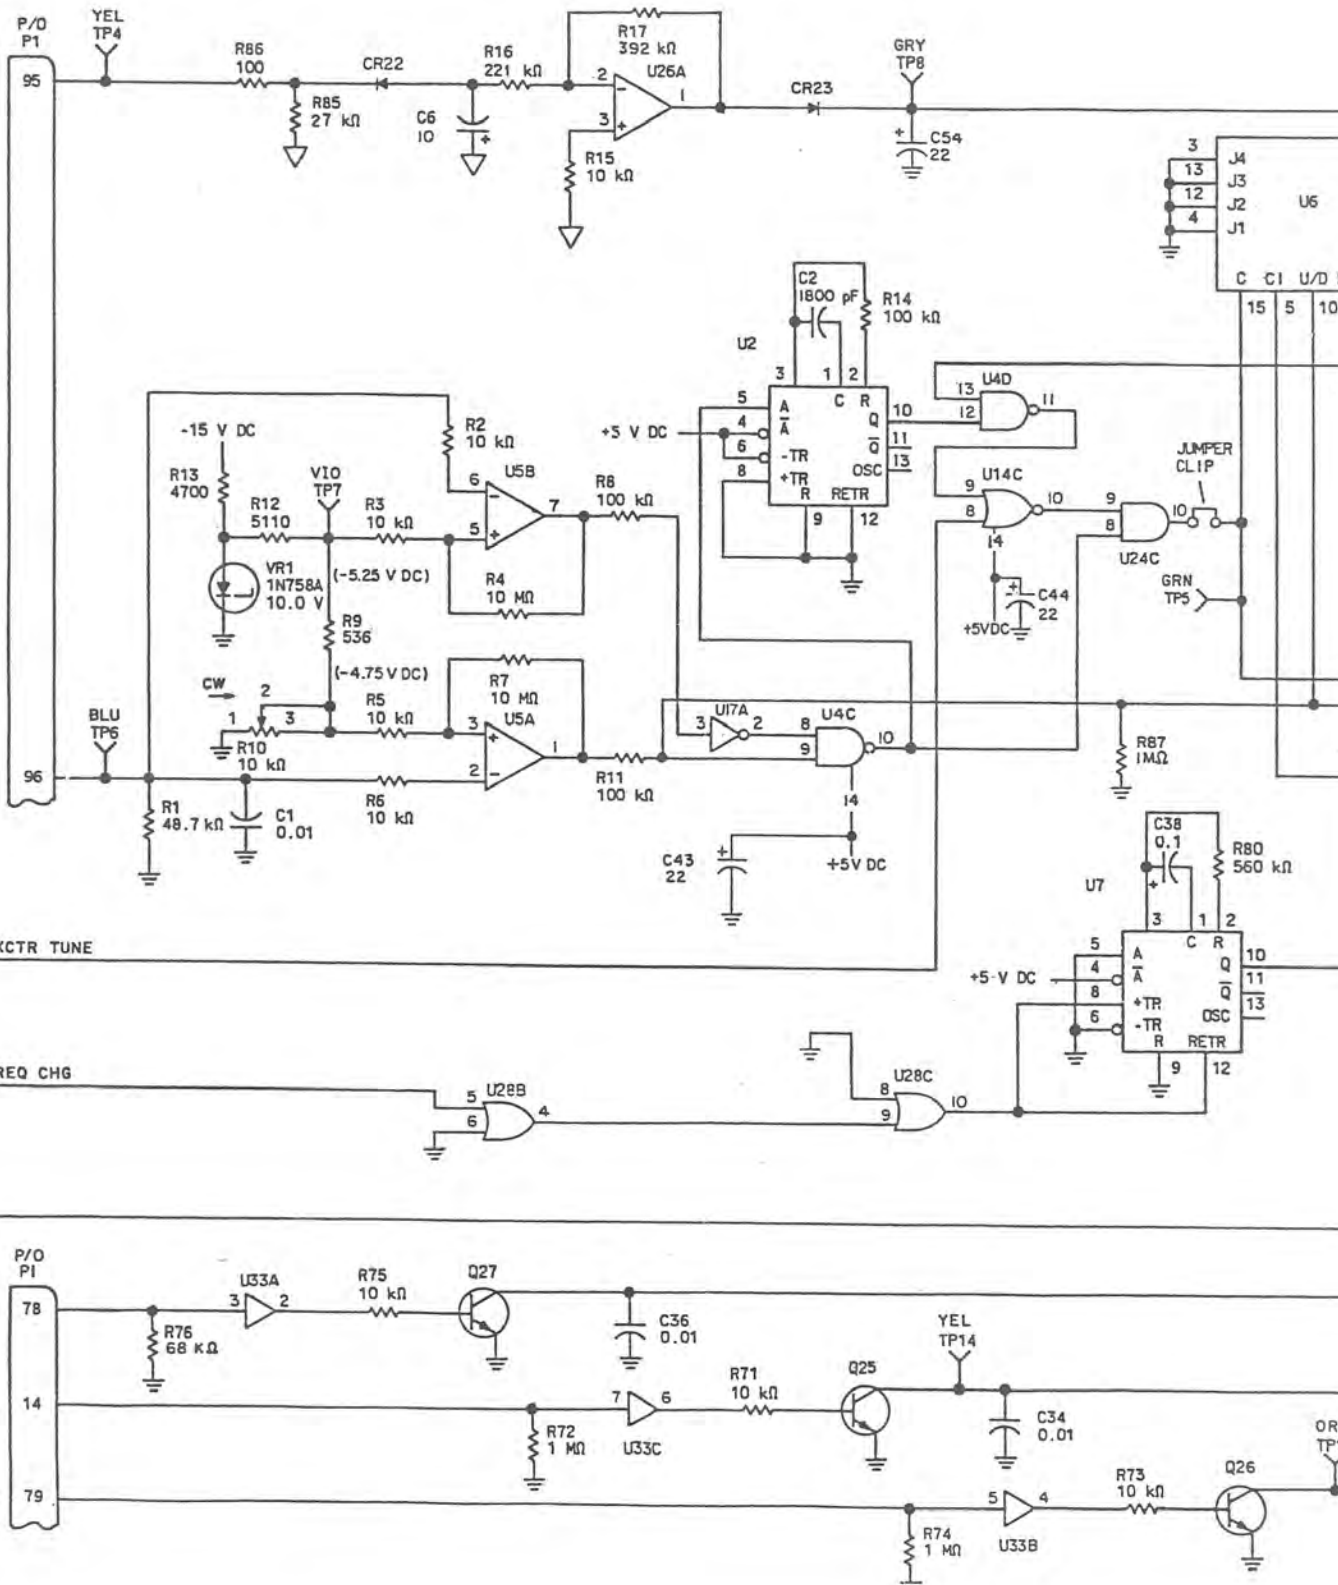 P/O
P1
95
YEL
TP4
R86
100
R85
27 kΩ
CR22
C6
10
R16
221 kΩ
R17
392 kΩ
U26A
2
-
3
+
1
R15
10 kΩ
CR23
GRY
TP8
+
C54
22
3
J4
13
J3
12
J2
4
J1
U6
C
CI
U/D
15
5
10
C2
1800 pF
R14
100 kΩ
U2
3
1
2
C
R
5
A
+5 V DC
4
A
6
-TR
8
+TR
Q
10
Q
11
OSC
13
R
RETR
9
12
13
U4D
12
11
U14C
9
8
10
14
+
C44
22
+5VDC
9
8
U24C
10
JUMPER
CLIP
GRN
TP5
-15 V DC
R13
4700
R12
5110
VIO
TP7
R3
10 kΩ
R2
10 kΩ
6
-
5
+
U5B
7
R8
100 kΩ
VR1
1N758A
10.0 V
(-5.25 V DC)
R4
10 MΩ
R9
536
(-4.75 V DC)
CW
1
2
3
R10
10 kΩ
R5
10 kΩ
R7
10 MΩ
U5A
3
+
2
-
1
R11
100 kΩ
BLU
TP6
96
R1
48.7 kΩ
C1
0.01
R6
10 kΩ
U17A
3
2
U4C
8
9
10
14
+5V DC
C43
22
+
R87
1MΩ
C38
0.1
+
R80
560 kΩ
U7
3
1
2
C
R
5
A
+5 V DC
4
A
8
+TR
6
-TR
Q
10
Q
11
OSC
13
R
RETR
9
12
XCTR TUNE
REQ CHG
5
U28B
6
4
8
U28C
9
10
P/O
P1
78
R76
68 KΩ
U33A
3
2
R75
10 kΩ
Q27
C36
0.01
14
R72
1 MΩ
7
6
U33C
R71
10 kΩ
Q25
YEL
TP14
C34
0.01
79
R74
1 MΩ
5
4
U33B
R73
10 kΩ
Q26